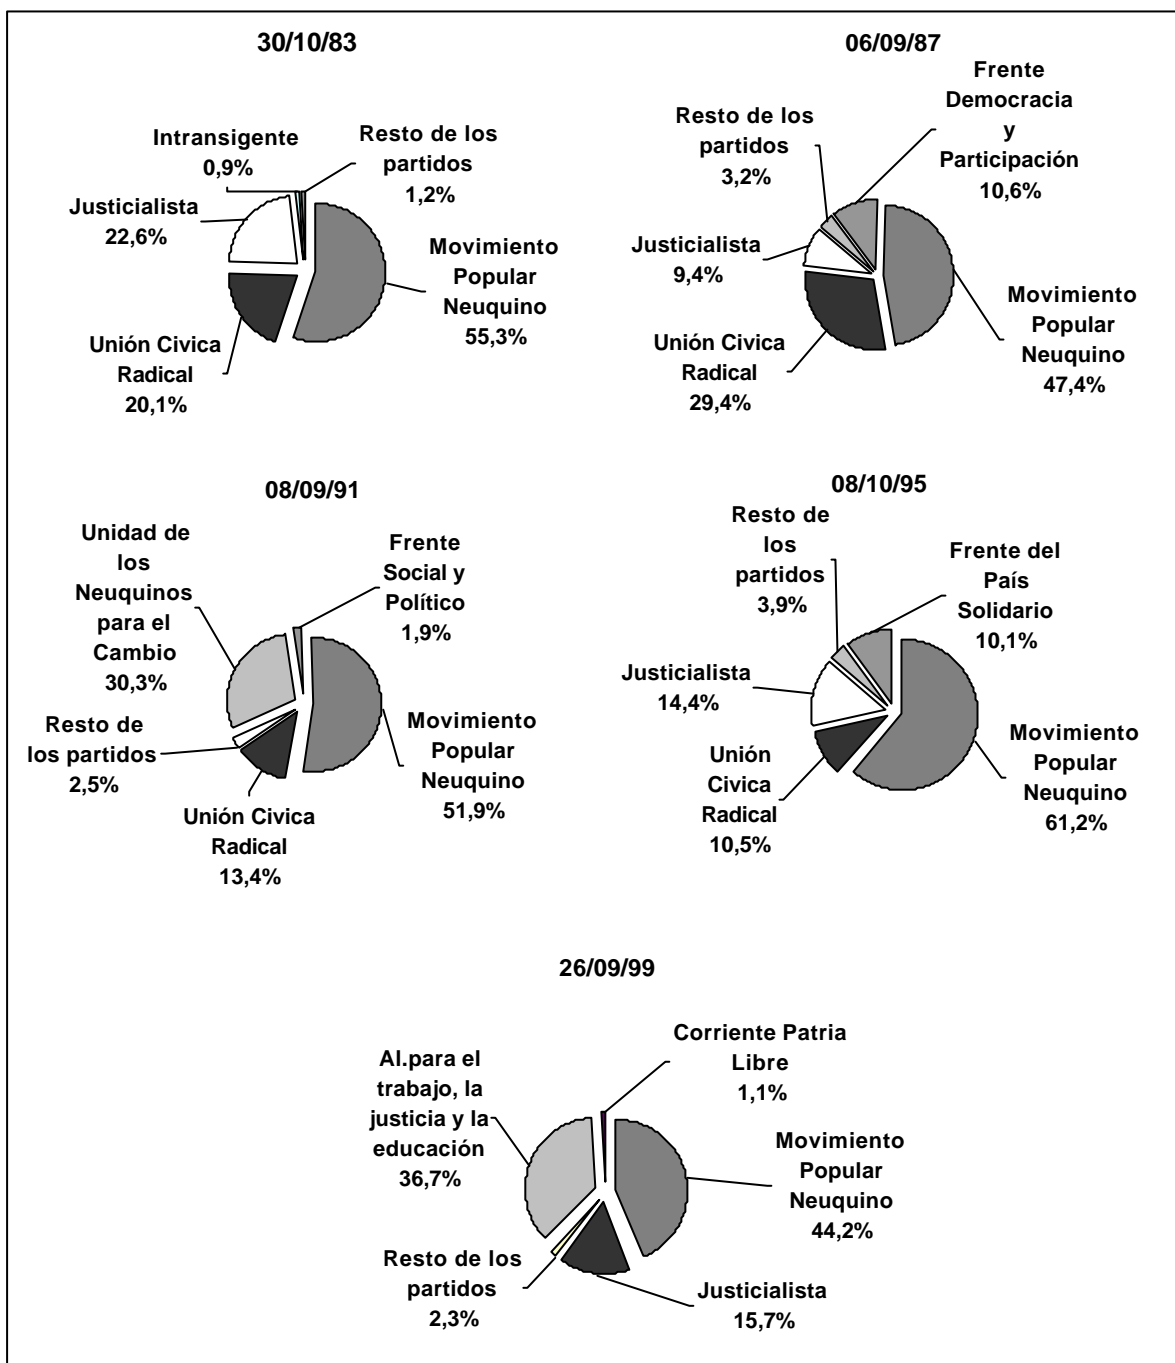 30/10/83
Intransigente
0,9%
Resto de los
partidos
1,2%
Justicialista
22,6%
Movimiento
Popular
Neuquino
55,3%
Unión Civica
Radical
20,1%
06/09/87
Frente
Democracia
y
Participación
10,6%
Resto de los
partidos
3,2%
Justicialista
9,4%
Movimiento
Popular
Neuquino
47,4%
Unión Civica
Radical
29,4%
08/09/91
Unidad de
los
Neuquinos
para el
Cambio
30,3%
Frente
Social y
Político
1,9%
Resto de
los partidos
2,5%
Movimiento
Popular
Neuquino
51,9%
Unión Civica
Radical
13,4%
08/10/95
Resto de
los
partidos
3,9%
Frente del
País
Solidario
10,1%
Justicialista
14,4%
Movimiento
Popular
Neuquino
61,2%
Unión
Civica
Radical
10,5%
26/09/99
Corriente Patria
Libre
1,1%
Al.para el
trabajo, la
justicia y la
educación
36,7%
Movimiento
Popular
Neuquino
44,2%
Resto de los
partidos
2,3%
Justicialista
15,7%